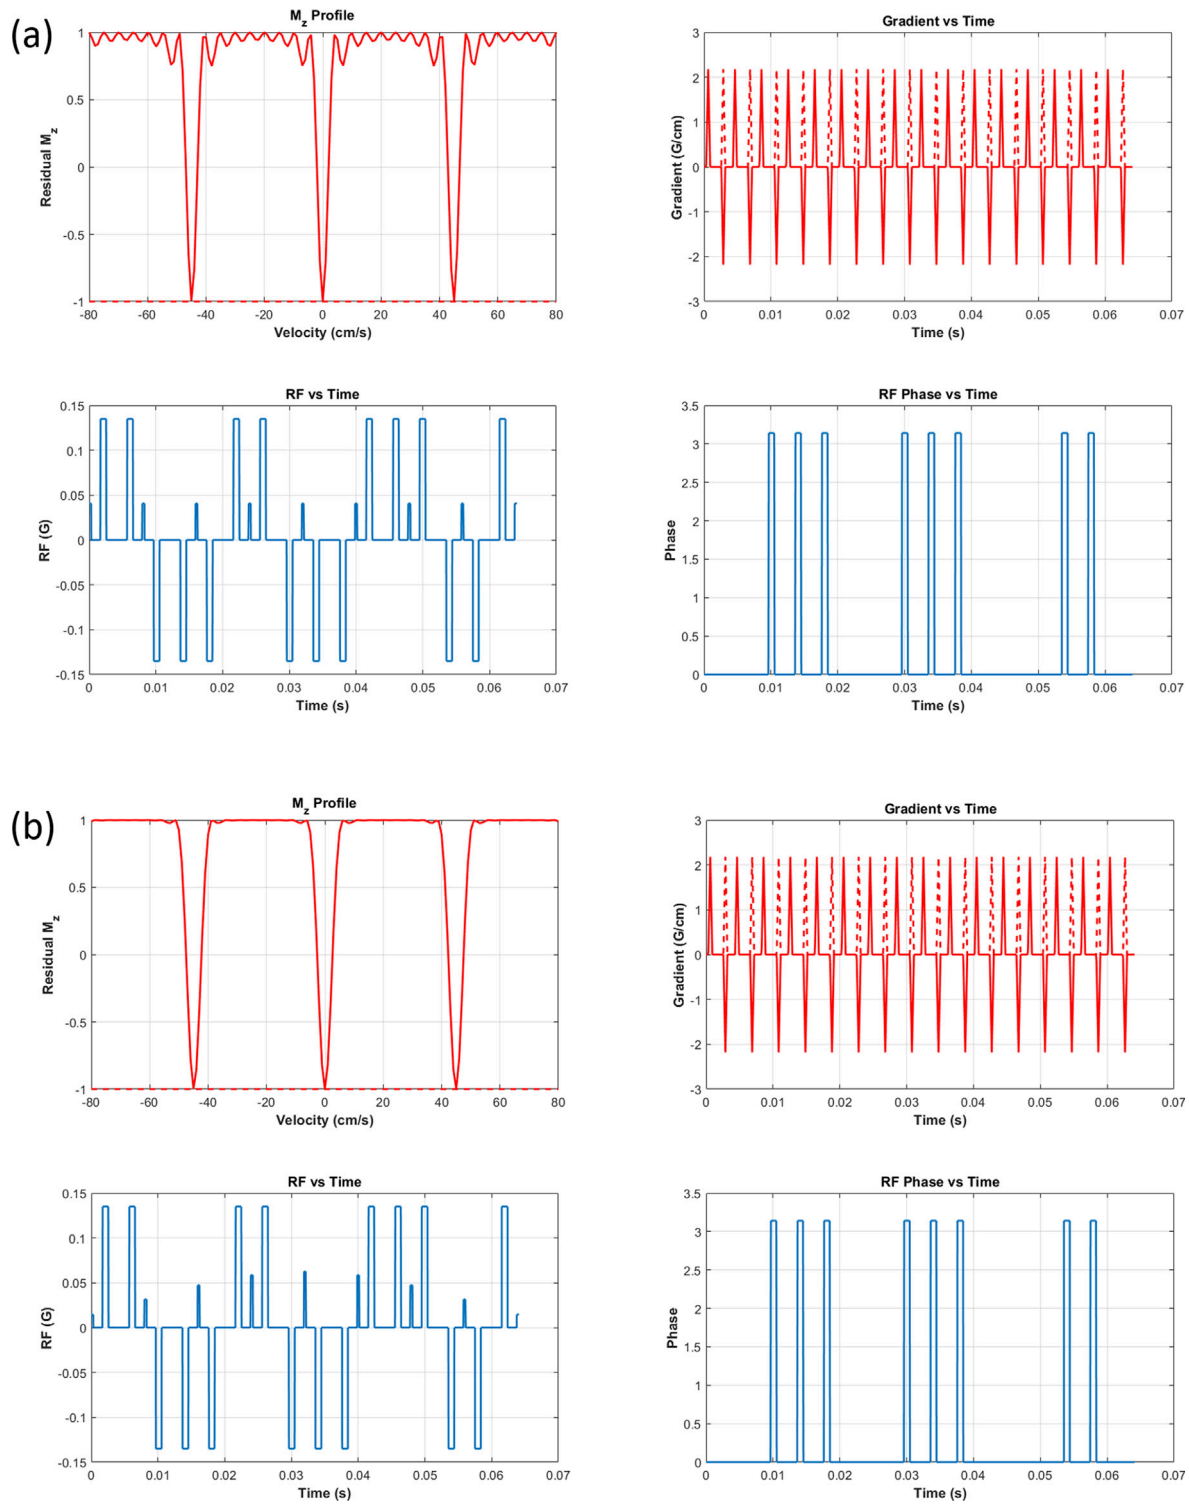 (a)
M_z Profile
1
0.5
0
-0.5
-1
Residual M_z
-80 -60 -40 -20 0 20 40 60 80
Velocity (cm/s)
Gradient vs Time
3
2
1
0
-1
-2
-3
Gradient (G/cm)
0 0.01 0.02 0.03 0.04 0.05 0.06 0.07
Time (s)
RF vs Time
0.15
0.1
0.05
0
-0.05
-0.1
-0.15
RF (G)
0 0.01 0.02 0.03 0.04 0.05 0.06 0.07
Time (s)
RF Phase vs Time
3.5
3
2.5
2
1.5
1
0.5
0
Phase
0 0.01 0.02 0.03 0.04 0.05 0.06 0.07
Time (s)
(b)
M_z Profile
1
0.5
0
-0.5
-1
Residual M_z
-80 -60 -40 -20 0 20 40 60 80
Velocity (cm/s)
Gradient vs Time
3
2
1
0
-1
-2
-3
Gradient (G/cm)
0 0.01 0.02 0.03 0.04 0.05 0.06 0.07
Time (s)
RF vs Time
0.15
0.1
0.05
0
-0.05
-0.1
-0.15
RF (G)
0 0.01 0.02 0.03 0.04 0.05 0.06 0.07
Time (s)
RF Phase vs Time
3.5
3
2.5
2
1.5
1
0.5
0
Phase
0 0.01 0.02 0.03 0.04 0.05 0.06 0.07
Time (s)